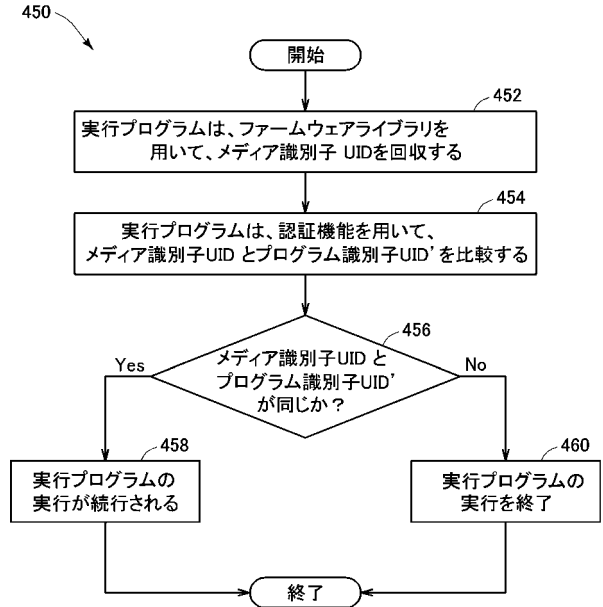 450
開始
452
実行プログラムは、ファームウェアライブラリを
用いて、メディア識別子 UIDを回収する
454
実行プログラムは、認証機能を用いて、
メディア識別子UID とプログラム識別子UID' を比較する
456
メディア識別子UID と
プログラム識別子UID'
が同じか？
Yes
No
458
実行プログラムの
実行が続行される
460
実行プログラムの
実行を終了
終了